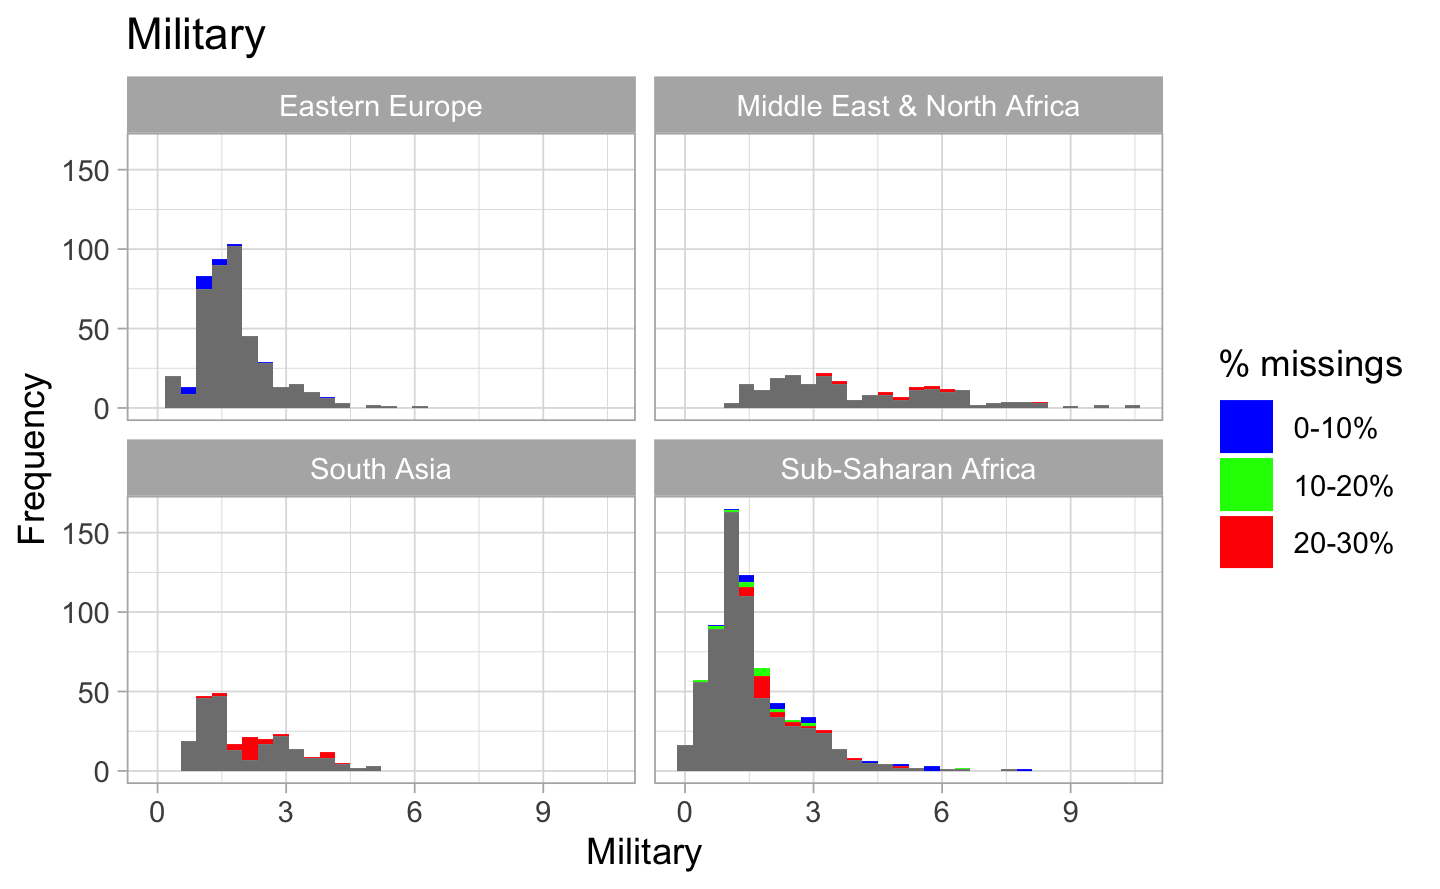 Military
Eastern Europe
Middle East & North Africa
150
100
50
0
South Asia
Sub-Saharan Africa
150
100
50
0
0 3 6 9
0 3 6 9
Military
Frequency
% missings
0-10%
10-20%
20-30%